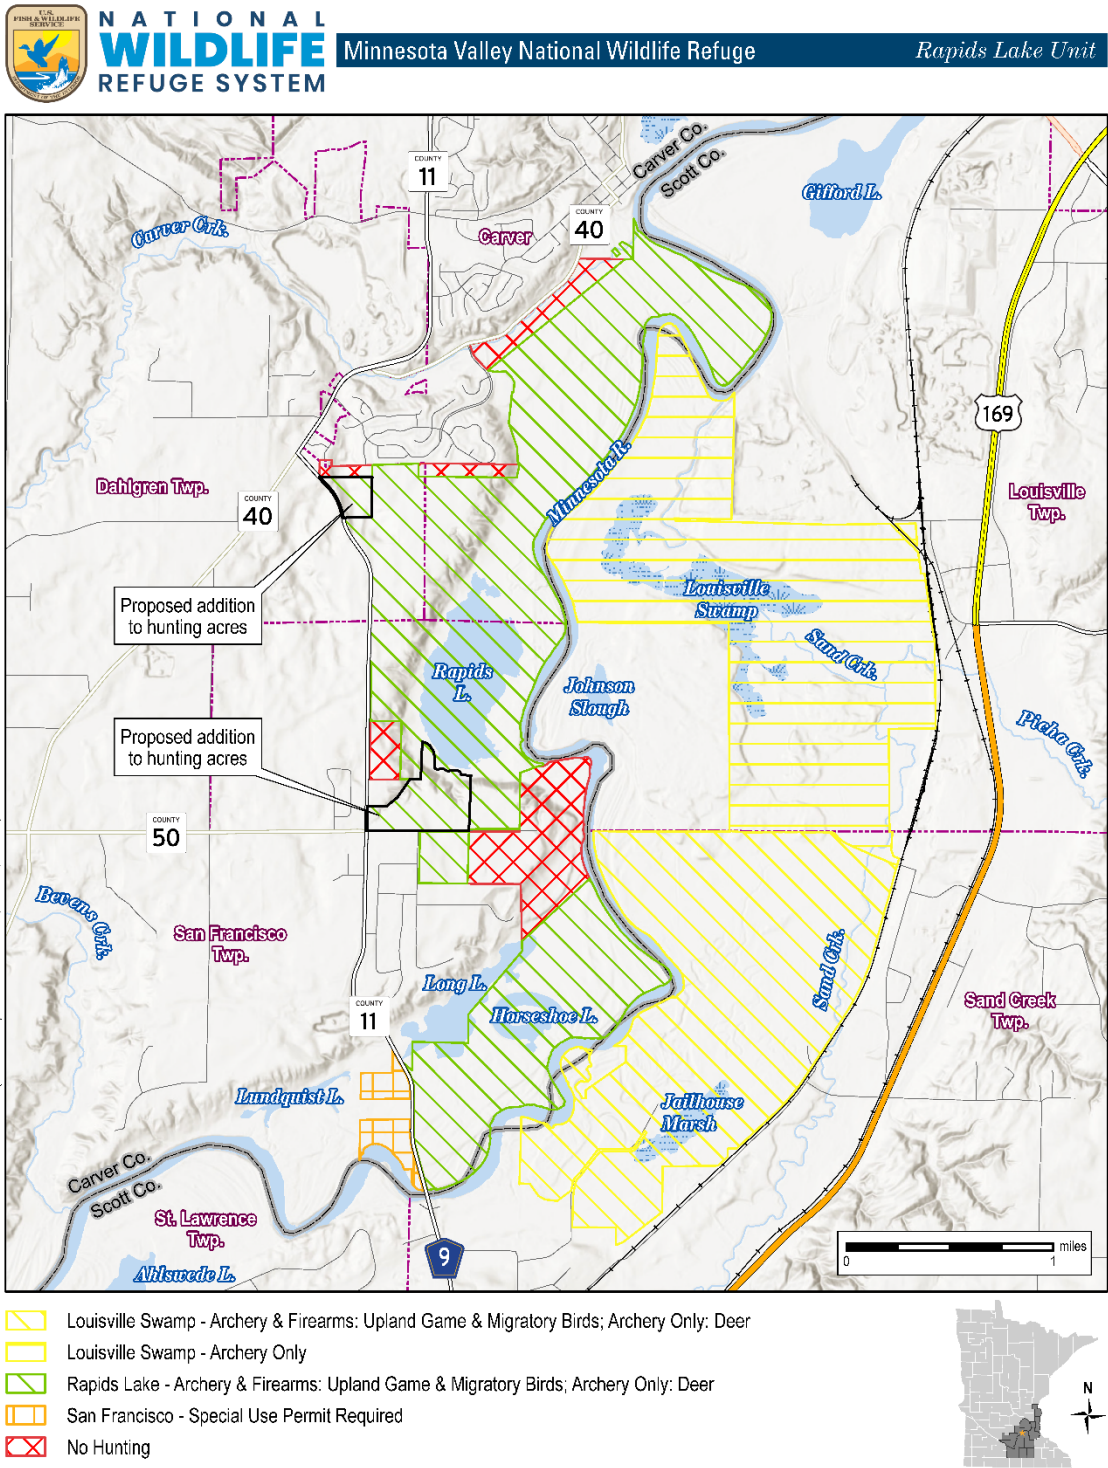 U.S.
FISH & WILDLIFE
SERVICE
DEPARTMENT OF THE INTERIOR
NATIONAL
WILDLIFE
REFUGE SYSTEM
Minnesota Valley National Wildlife Refuge
Rapids Lake Unit
Carver Co.
Scott Co.
COUNTY
11
Gifford L.
COUNTY
40
Carver Crk.
Carver
169
Minnesota R.
Dahlgren Twp.
COUNTY
40
Louisville
Twp.
Proposed addition
to hunting acres
Louisville
Swamp
Sand Crk.
Rapids
L.
Johnson
Slough
Picha Crk.
Proposed addition
to hunting acres
COUNTY
50
Bevens Crk.
San Francisco
Twp.
Sand Crk.
Long L.
Horseshoe L.
Sand Creek
Twp.
COUNTY
11
Lundquist L.
Jailhouse
Marsh
Carver Co.
Scott Co.
St. Lawrence
Twp.
9
Ahlswede L.
miles
0
1
Louisville Swamp - Archery & Firearms: Upland Game & Migratory Birds; Archery Only: Deer
Louisville Swamp - Archery Only
Rapids Lake - Archery & Firearms: Upland Game & Migratory Birds; Archery Only: Deer
San Francisco - Special Use Permit Required
No Hunting
N